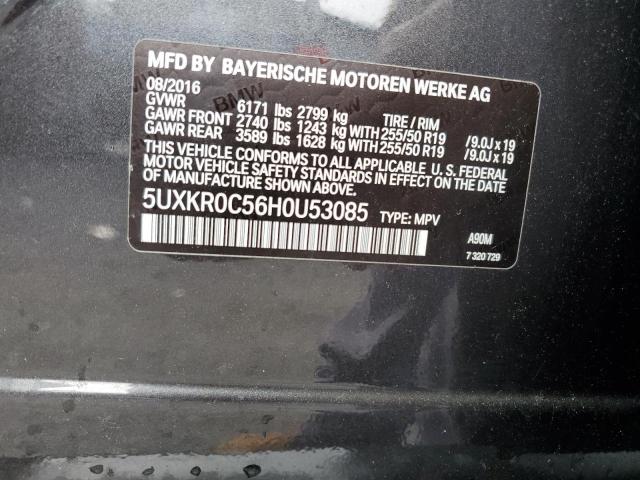 MFD BY BAYERISCHE MOTOREN WERKE AG
08/2016
GVWR 6171 lbs 2799 kg TIRE / RIM
GAWR FRONT 2740 lbs 1243 kg WITH 255/50 R19 /9.0J x 19
GAWR REAR 3589 lbs 1628 kg WITH 255/50 R19 /9.0J x 19
THIS VEHICLE CONFORMS TO ALL APPLICABLE U.S. FEDERAL
MOTOR VEHICLE SAFETY STANDARDS IN EFFECT ON THE DATE OF
MANUFACTURE SHOWN ABOVE.
5UXKR0C56H0U53085 TYPE: MPV
A90M
7 320 729